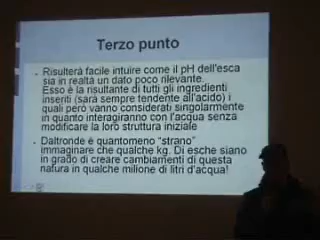 Terzo punto
Risulterà facile intuire come il pH dell'esca
sia in realtà un dato poco rilevante.
Esso è la risultante di tutti gli ingredienti
inseriti (sarà sempre tendente all'acido) i
quali però vanno considerati singolarmente
in quanto interagiranno con l'acqua senza
modificare la loro struttura iniziale
Daltronde è quantomeno “strano”
immaginare che qualche kg. Di esche siano
in grado di creare cambiamenti di questa
natura in qualche milione di litri d'acqua!